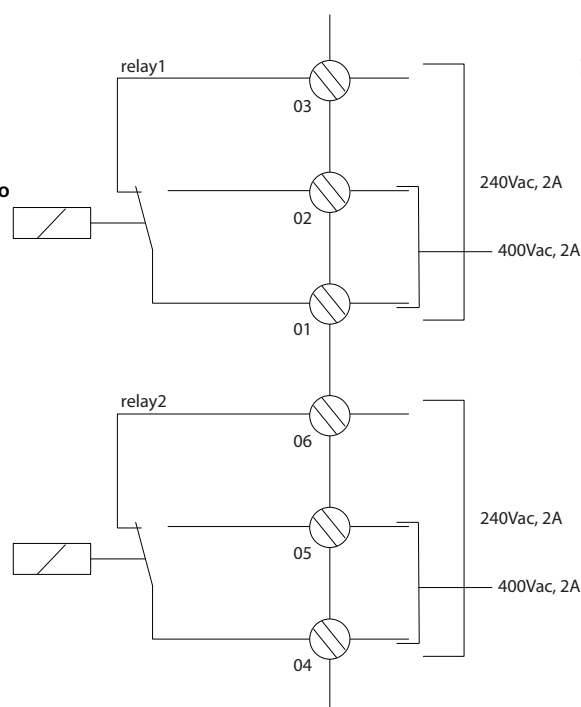 relay1
03
o
02
240Vac, 2A
400Vac, 2A
01
relay2
06
05
240Vac, 2A
400Vac, 2A
04